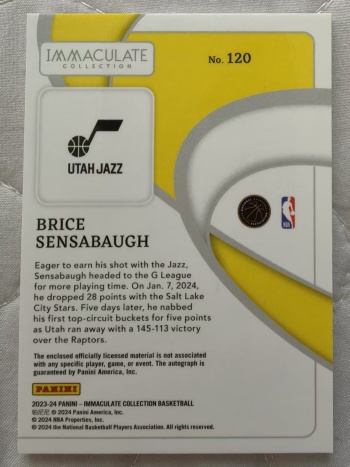 IMMACULATE
COLLECTION
No. 120
UTAH JAZZ
BRICE
SENSABAUGH
Eager to earn his shot with the Jazz,
Sensabaugh headed to the G League
for more playing time. On Jan. 7, 2024,
he dropped 28 points with the Salt Lake
City Stars. Five days later, he nabbed
his first top-circuit buckets for five points
as Utah ran away with a 145-113 victory
over the Raptors.
The enclosed officially licensed material is not associated
with any specific player, game, or event. The autograph is
guaranteed by Panini America, Inc.
PANINI
2023-24 PANINI – IMMACULATE COLLECTION BASKETBALL
帕尼尼 © 2024 Panini America, Inc.
© 2024 NBA Properties, Inc.
© 2024 the National Basketball Players Association. All rights reserved.